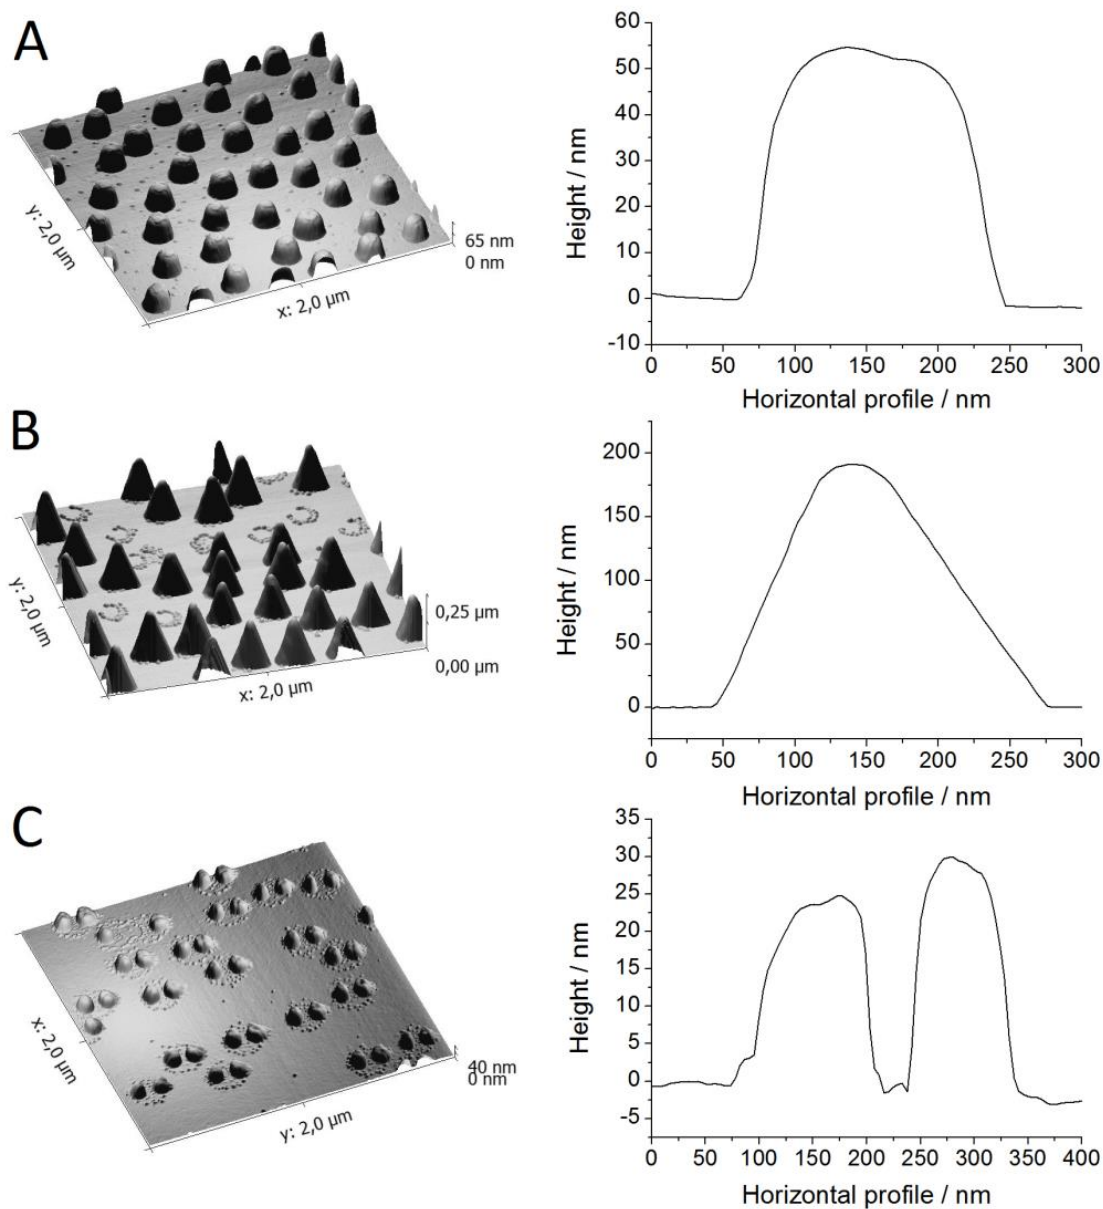 A
y: 2,0 µm
x: 2,0 µm
65 nm
0 nm
60
50
40
30
20
10
0
-10
Height / nm
0 50 100 150 200 250 300
Horizontal profile / nm
B
y: 2,0 µm
x: 2,0 µm
0,25 µm
0,00 µm
200
150
100
50
0
Height / nm
0 50 100 150 200 250 300
Horizontal profile / nm
C
x: 2,0 µm
y: 2,0 µm
40 nm
0 nm
35
30
25
20
15
10
5
0
-5
Height / nm
0 50 100 150 200 250 300 350 400
Horizontal profile / nm